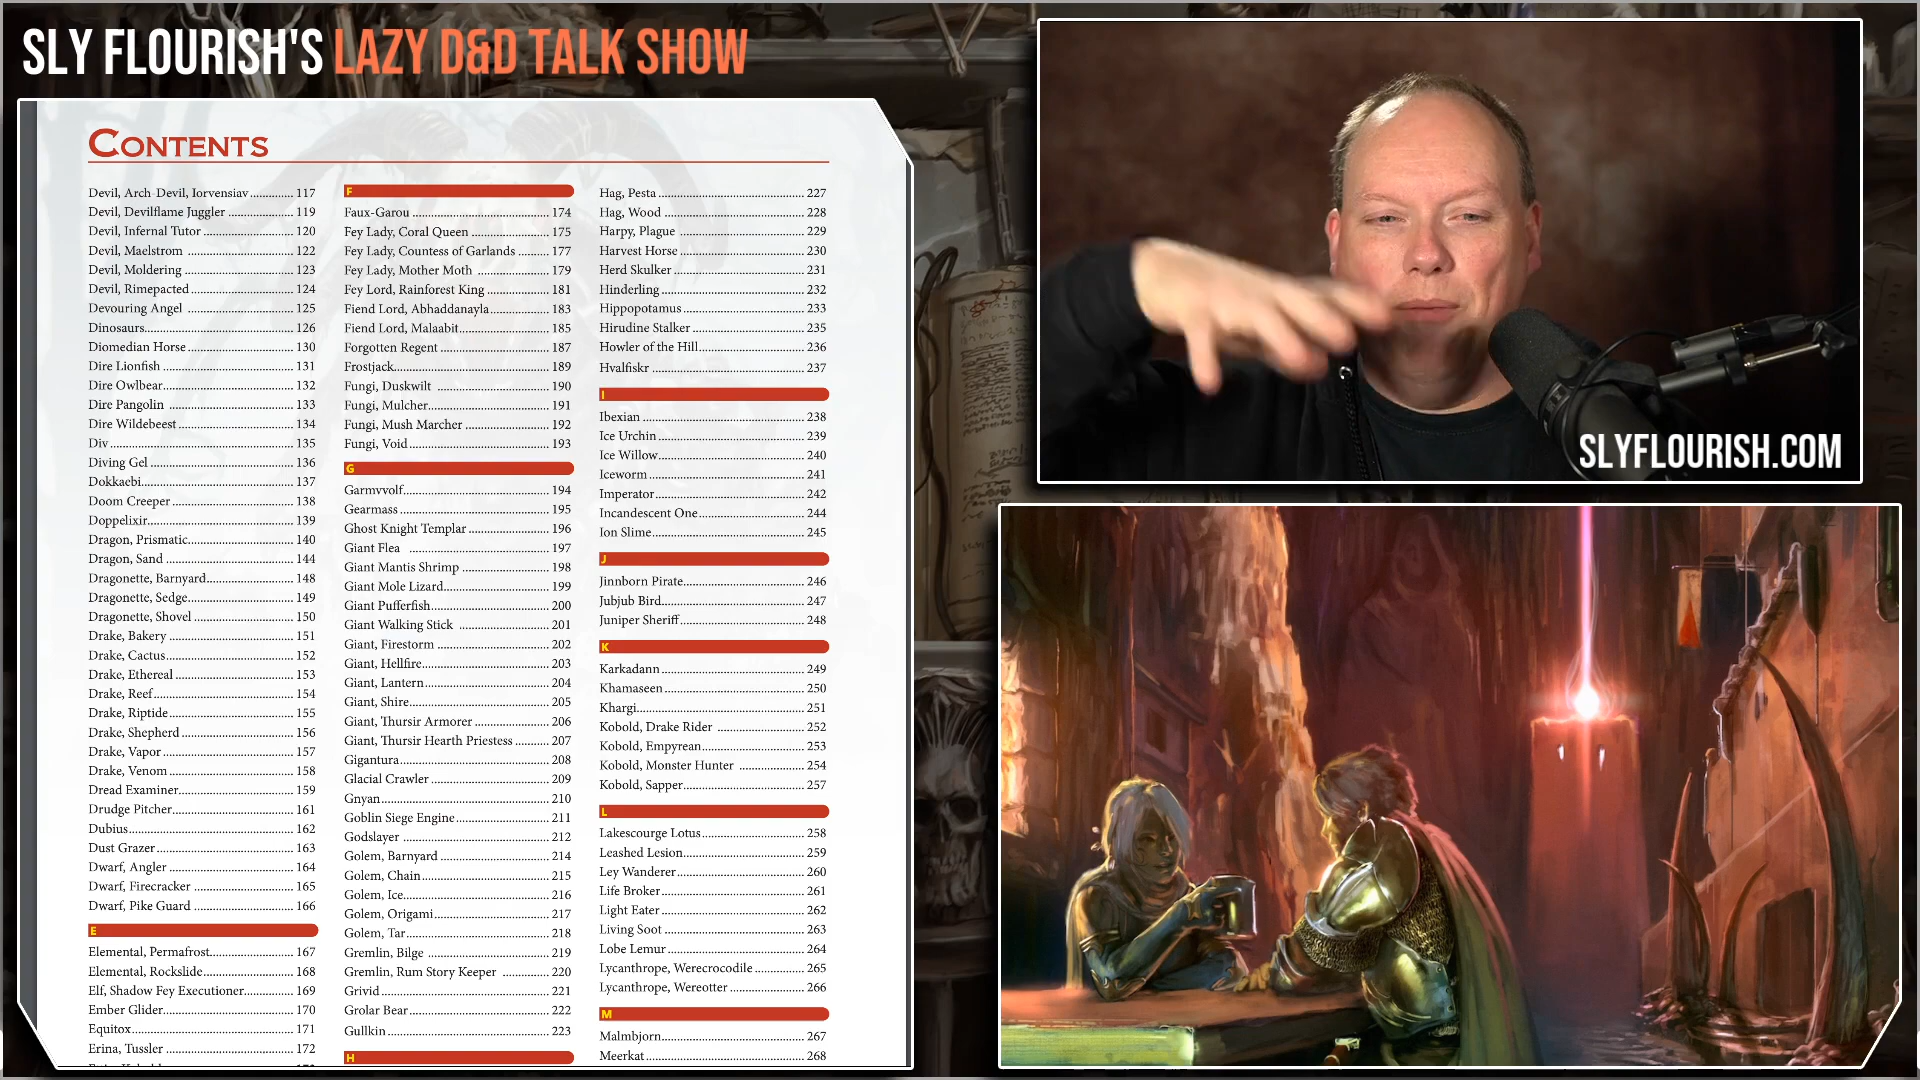 SLY FLOURISH'S LAZY D&D TALK SHOW
CONTENTS
Devil, Arch-Devil, Iorvensiav 117
Devil, Devilflame Juggler 119
Devil, Infernal Tutor 120
Devil, Maelstrom 122
Devil, Moldering 123
Devil, Rimepacted 124
Devouring Angel 125
Dinosaurs 126
Diomedian Horse 130
Dire Lionfish 131
Dire Owlbear 132
Dire Pangolin 133
Dire Wildebeest 134
Div 135
Diving Gel 136
Dokkaebi 137
Doom Creeper 138
Doppelixir 139
Dragon, Prismatic 140
Dragon, Sand 144
Dragonette, Barnyard 148
Dragonette, Sedge 149
Dragonette, Shovel 150
Drake, Bakery 151
Drake, Cactus 152
Drake, Ethereal 153
Drake, Reef 154
Drake, Riptide 155
Drake, Shepherd 156
Drake, Vapor 157
Drake, Venom 158
Dread Examiner 159
Drudge Pitcher 161
Dubius 162
Dust Grazer 163
Dwarf, Angler 164
Dwarf, Firecracker 165
Dwarf, Pike Guard 166
E
Elemental, Permafrost 167
Elemental, Rockslide 168
Elf, Shadow Fey Executioner 169
Ember Glider 170
Equitox 171
Erina, Tussler 172
F
Faux-Garou 174
Fey Lady, Coral Queen 175
Fey Lady, Countess of Garlands 177
Fey Lady, Mother Moth 179
Fey Lord, Rainforest King 181
Fiend Lord, Abhaddanayla 183
Fiend Lord, Malaabit 185
Forgotten Regent 187
Frostjack 189
Fungi, Duskwilt 190
Fungi, Mulcher 191
Fungi, Mush Marcher 192
Fungi, Void 193
G
Garmvvolf 194
Gearmass 195
Ghost Knight Templar 196
Giant Flea 197
Giant Mantis Shrimp 198
Giant Mole Lizard 199
Giant Pufferfish 200
Giant Walking Stick 201
Giant, Firestorm 202
Giant, Hellfire 203
Giant, Lantern 204
Giant, Shire 205
Giant, Thursir Armorer 206
Giant, Thursir Hearth Priestess 207
Gigantura 208
Glacial Crawler 209
Gnyan 210
Goblin Siege Engine 211
Godslayer 212
Golem, Barnyard 214
Golem, Chain 215
Golem, Ice 216
Golem, Origami 217
Golem, Tar 218
Gremlin, Bilge 219
Gremlin, Rum Story Keeper 220
Grivid 221
Grolar Bear 222
Gullkin 223
H
Hag, Pesta 227
Hag, Wood 228
Harpy, Plague 229
Harvest Horse 230
Herd Skulker 231
Hinderling 232
Hippopotamus 233
Hirudine Stalker 235
Howler of the Hill 236
Hvalfiskr 237
I
Ibexian 238
Ice Urchin 239
Ice Willow 240
Iceworm 241
Imperator 242
Incandescent One 244
Ion Slime 245
J
Jinnborn Pirate 246
Jubjub Bird 247
Juniper Sheriff 248
K
Karkadann 249
Khamaseen 250
Khargi 251
Kobold, Drake Rider 252
Kobold, Empyrean 253
Kobold, Monster Hunter 254
Kobold, Sapper 257
L
Lakescourge Lotus 258
Leashed Lesion 259
Ley Wanderer 260
Life Broker 261
Light Eater 262
Living Soot 263
Lobe Lemur 264
Lycanthrope, Werecrocodile 265
Lycanthrope, Wereotter 266
M
Malmbjorn 267
Meerkat 268
SLYFLOURISH.COM